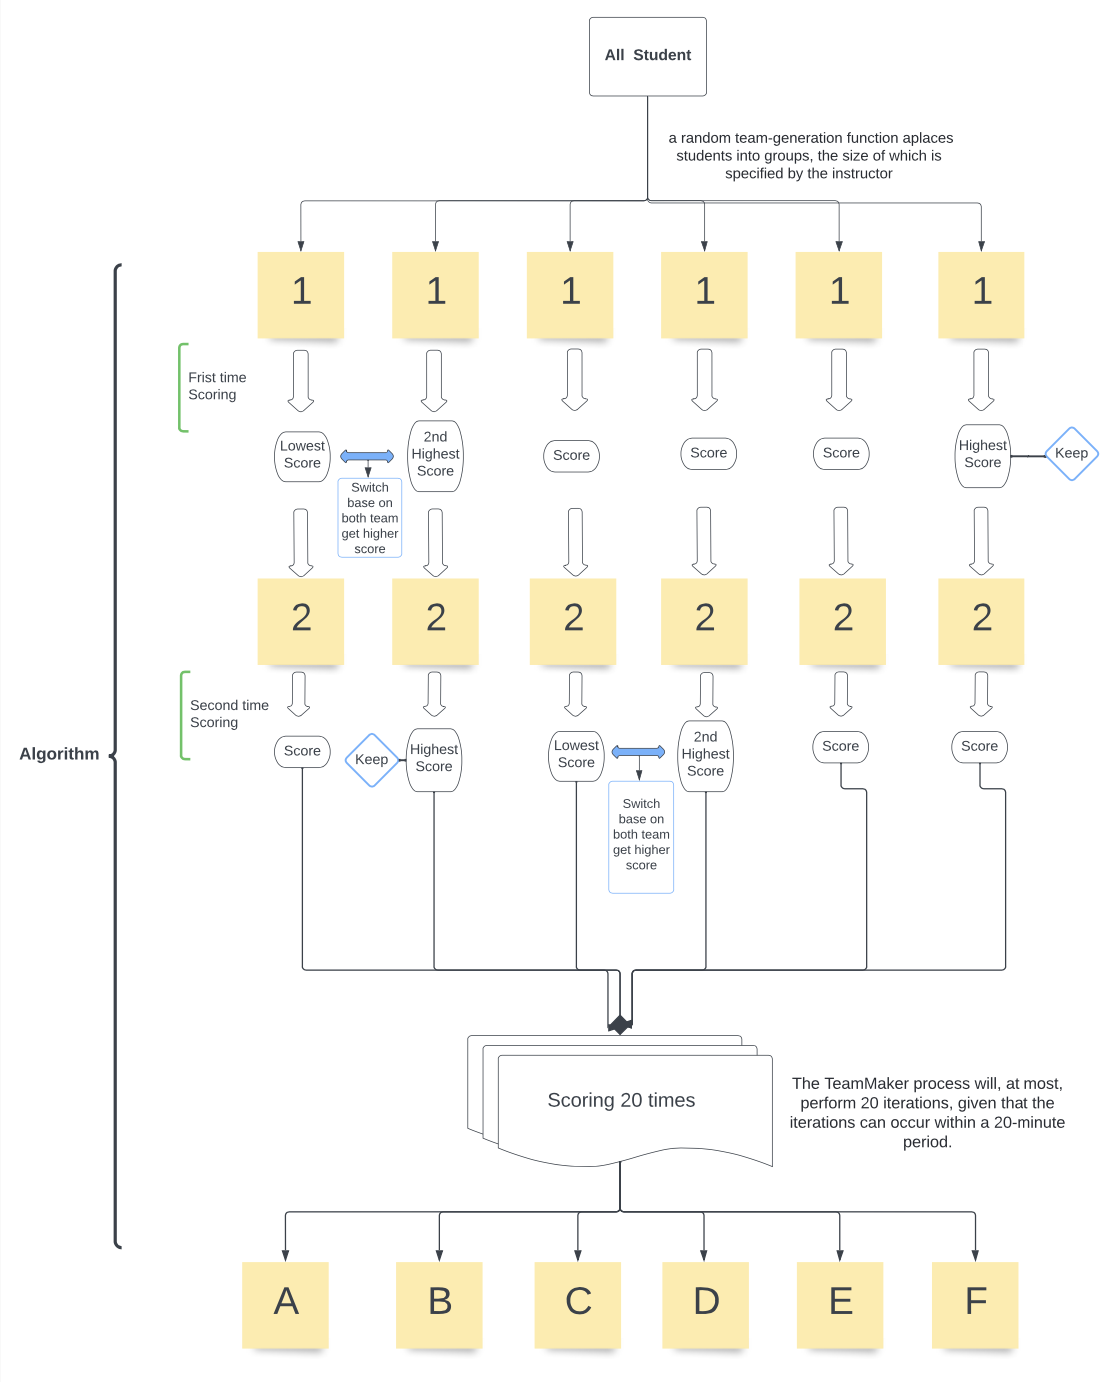 All  Student
a random team-generation function aplaces
students into groups, the size of which is
specified by the instructor
1
1
1
1
1
1
Frist time
Scoring
Lowest
Score
2nd
Highest
Score
Score
Score
Score
Highest
Score
Keep
Switch
base on
both team
get higher
score
2
2
2
2
2
2
Second time
Scoring
Algorithm
Score
Keep
Highest
Score
Lowest
Score
2nd
Highest
Score
Score
Score
Switch
base on
both team
get higher
score
Scoring 20 times
The TeamMaker process will, at most,
perform 20 iterations, given that the
iterations can occur within a 20-minute
period.
A
B
C
D
E
F